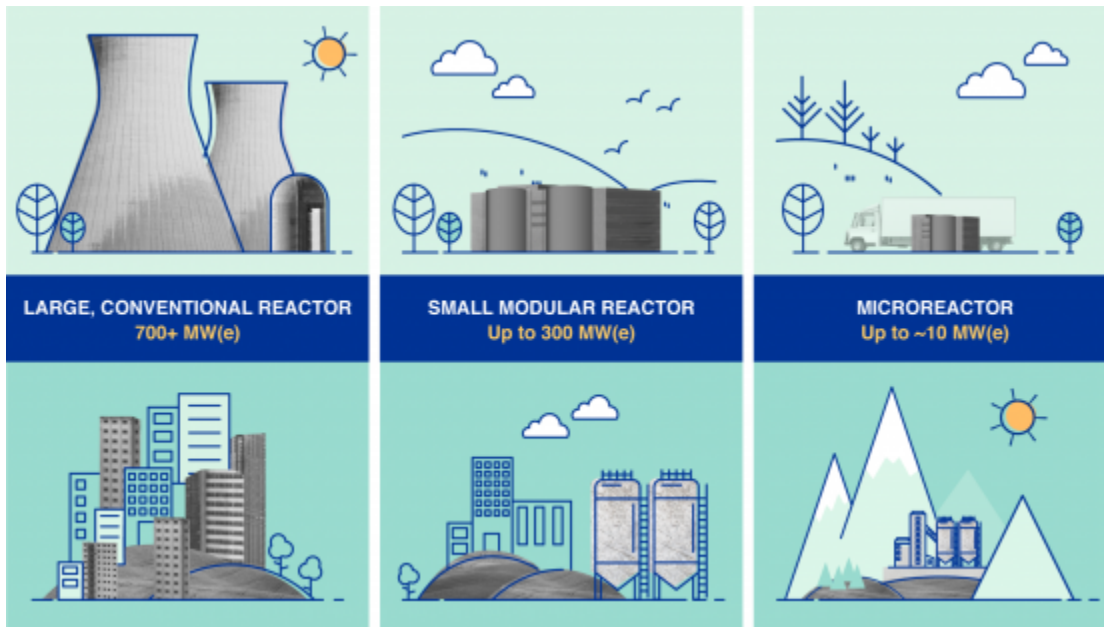 LARGE, CONVENTIONAL REACTOR
700+ MW(e)
SMALL MODULAR REACTOR
Up to 300 MW(e)
MICROREACTOR
Up to ~10 MW(e)